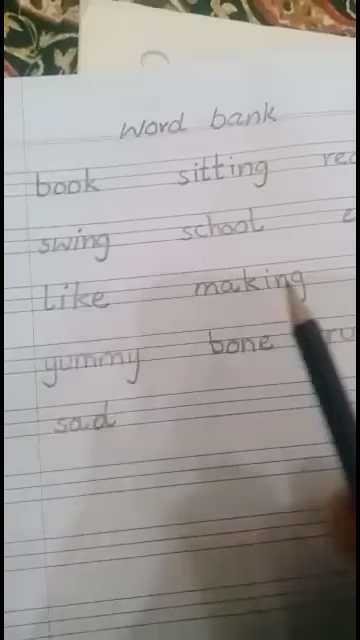 Word bank
book sitting
swing school
like making
yummy bone
sad